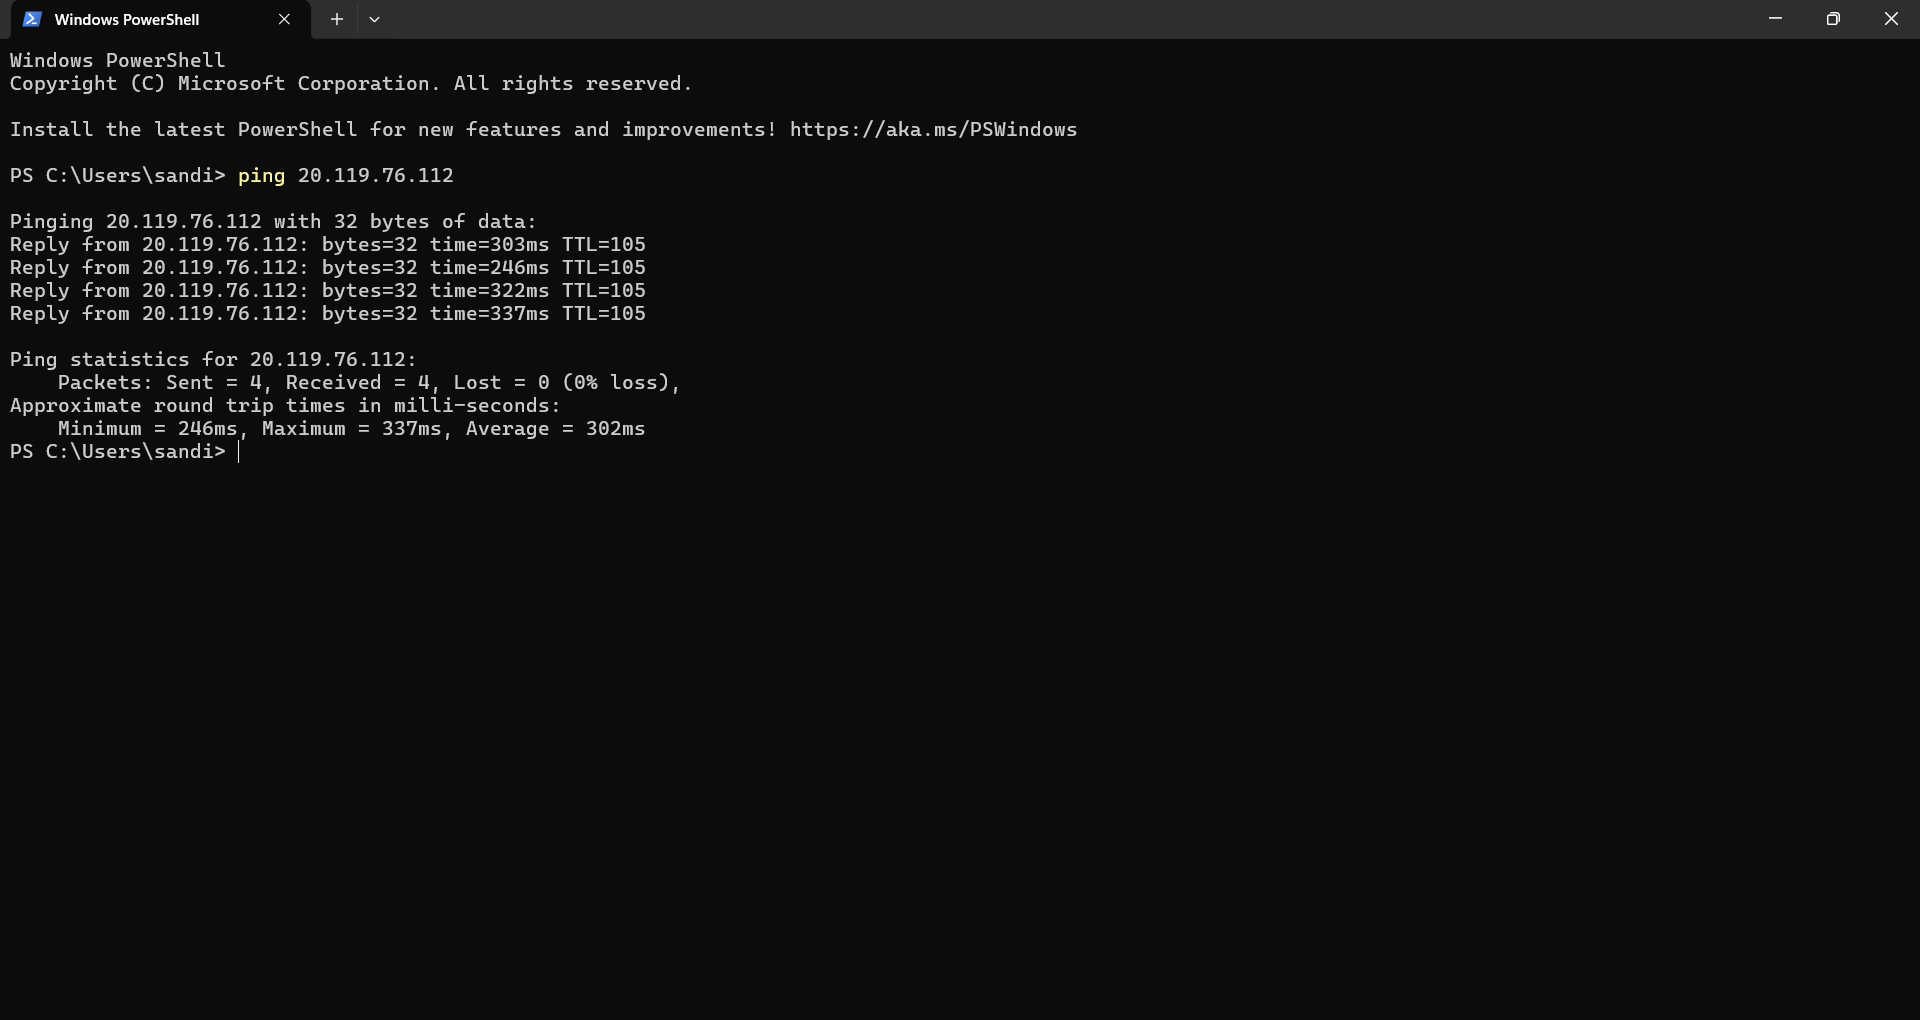 Windows PowerShell
Windows PowerShell
Copyright (C) Microsoft Corporation. All rights reserved.
Install the latest PowerShell for new features and improvements! https://aka.ms/PSWindows
PS C:\Users\sandi> ping 20.119.76.112
Pinging 20.119.76.112 with 32 bytes of data:
Reply from 20.119.76.112: bytes=32 time=303ms TTL=105
Reply from 20.119.76.112: bytes=32 time=246ms TTL=105
Reply from 20.119.76.112: bytes=32 time=322ms TTL=105
Reply from 20.119.76.112: bytes=32 time=337ms TTL=105
Ping statistics for 20.119.76.112:
    Packets: Sent = 4, Received = 4, Lost = 0 (0% loss),
Approximate round trip times in milli-seconds:
    Minimum = 246ms, Maximum = 337ms, Average = 302ms
PS C:\Users\sandi>